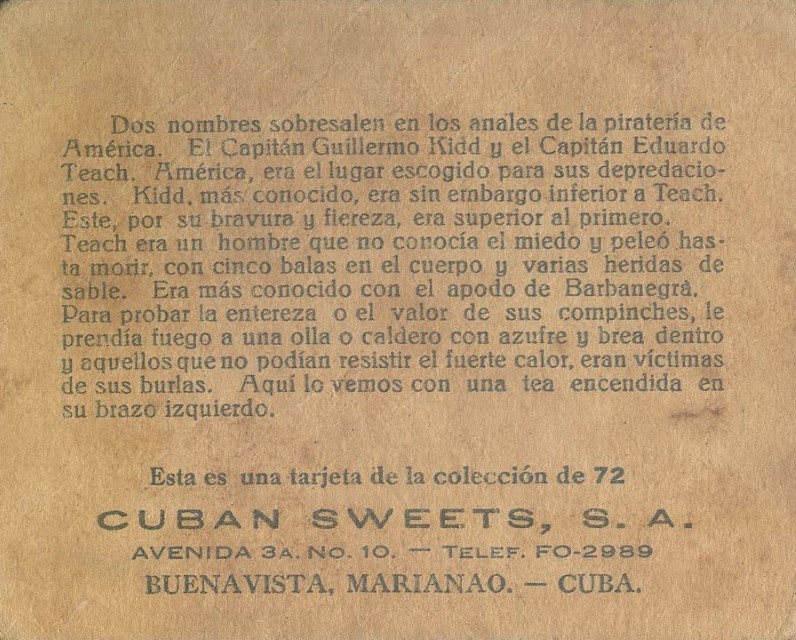 Dos nombres sobresalen en los anales de la piratería de
América. El Capitán Guillermo Kidd y el Capitán Eduardo
Teach. América, era el lugar escogido para sus depredacio-
nes. Kidd, más conocido, era sin embargo inferior a Teach.
Este, por su bravura y fiereza, era superior al primero.
Teach era un hombre que no conocía el miedo y peleó has-
ta morir, con cinco balas en el cuerpo y varias heridas de
sable. Era más conocido con el apodo de Barbanegra.
Para probar la entereza o el valor de sus compinches, le
prendía fuego a una olla o caldero con azufre y brea dentro
y aquellos que no podían resistir el fuerte calor, eran víctimas
de sus burlas. Aquí lo vemos con una tea encendida en
su brazo izquierdo.
Esta es una tarjeta de la colección de 72
CUBAN SWEETS, S. A.
AVENIDA 3A. NO. 10. — TELEF. FO-2989
BUENAVISTA, MARIANAO. — CUBA.